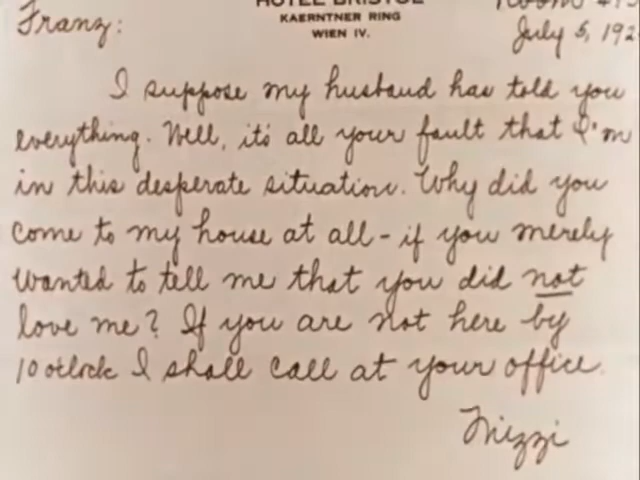 HOTEL BRISTOL
KAERNTNER RING
WIEN IV.
Room
July 5, 192
Franz:
I suppose my husband has told you
everything. Well, it's all your fault that I'm
in this desperate situation. Why did you
come to my house at all - if you merely
wanted to tell me that you did not
love me? If you are not here by
10 o'clock I shall call at your office.
Mizzi